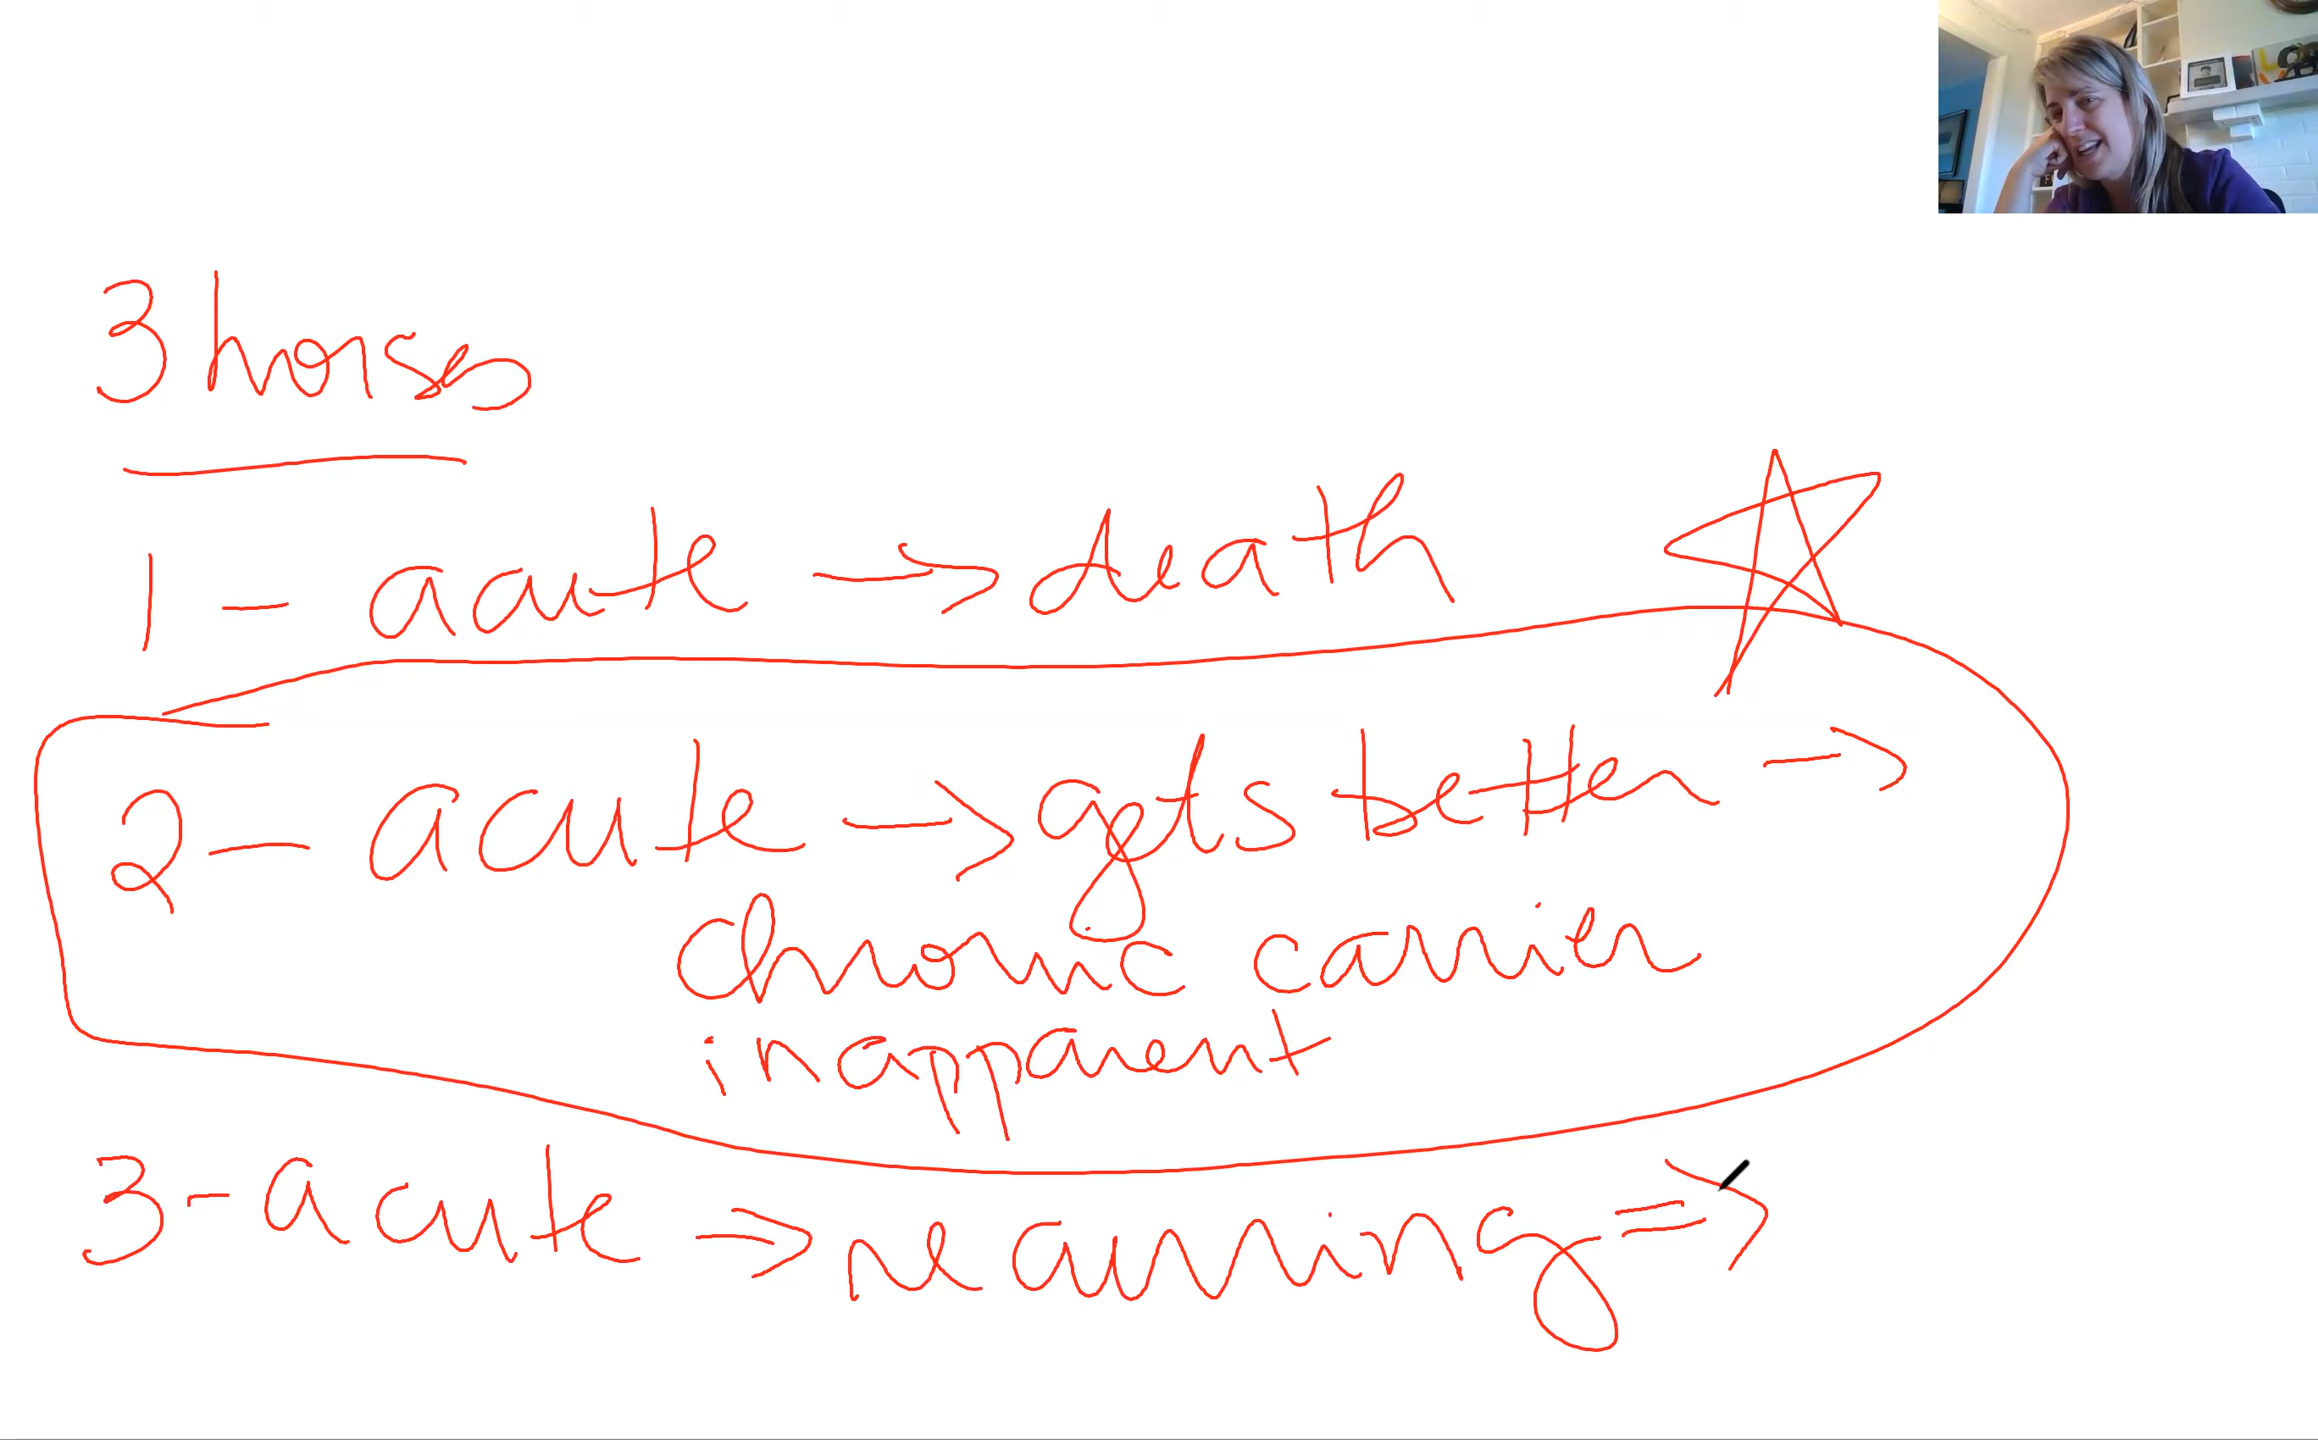 3 horses
1 - acute → death
2 - acute → gets better →
chronic carrier
inapparent
3 - acute → recurring ⇒